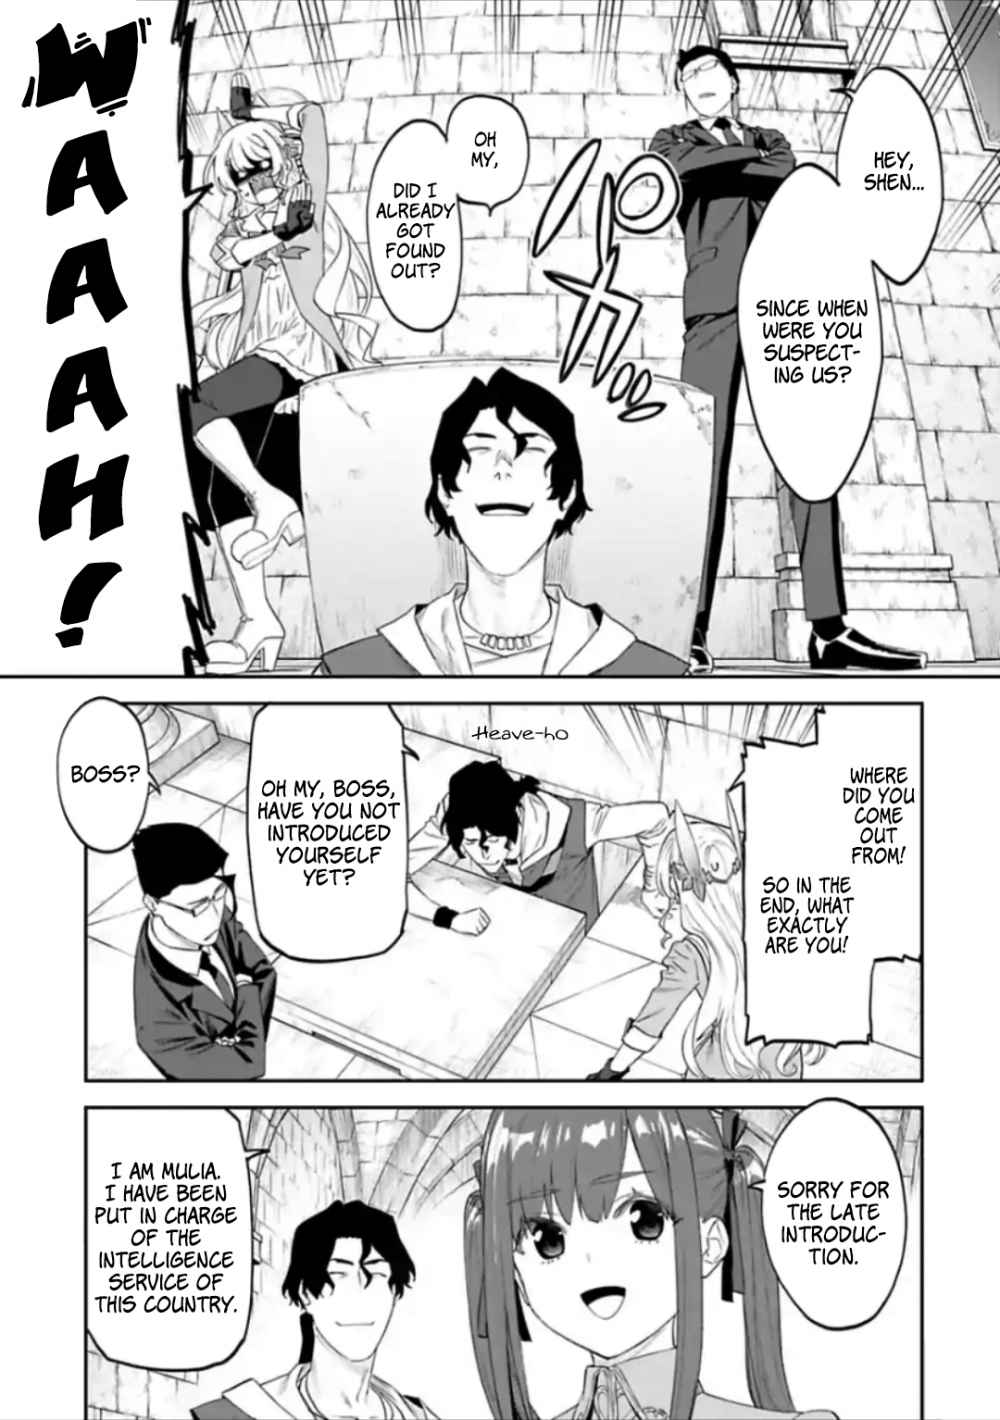 HEY,
SHEN...
SINCE WHEN
WERE YOU
SUSPECT-
ING US?
OH
MY,
DID I
ALREADY
GOT
FOUND
OUT?
パカッ
WAAAH!
WHERE
DID YOU
COME
OUT
FROM!
SO IN THE
END, WHAT
EXACTLY
ARE YOU!
Heave-ho
OH MY, BOSS,
HAVE YOU NOT
INTRODUCED
YOURSELF
YET?
BOSS?
SORRY FOR
THE LATE
INTRODUC-
TION.
I AM MULIA.
I HAVE BEEN
PUT IN CHARGE
OF THE
INTELLIGENCE
SERVICE OF
THIS COUNTRY.